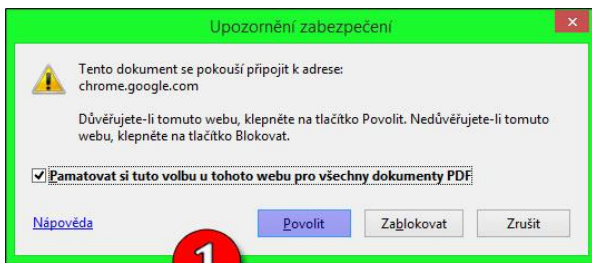 Upozornění zabezpečení
Tento dokument se pokouší připojit k adrese:
chrome.google.com
Důvěřujete-li tomuto webu, klepněte na tlačítko Povolit. Nedůvěřujete-li tomuto
webu, klepněte na tlačítko Blokovat.
Pamatovat si tuto volbu u tohoto webu pro všechny dokumenty PDF
Nápověda Povolit Zablokovat Zrušit
1